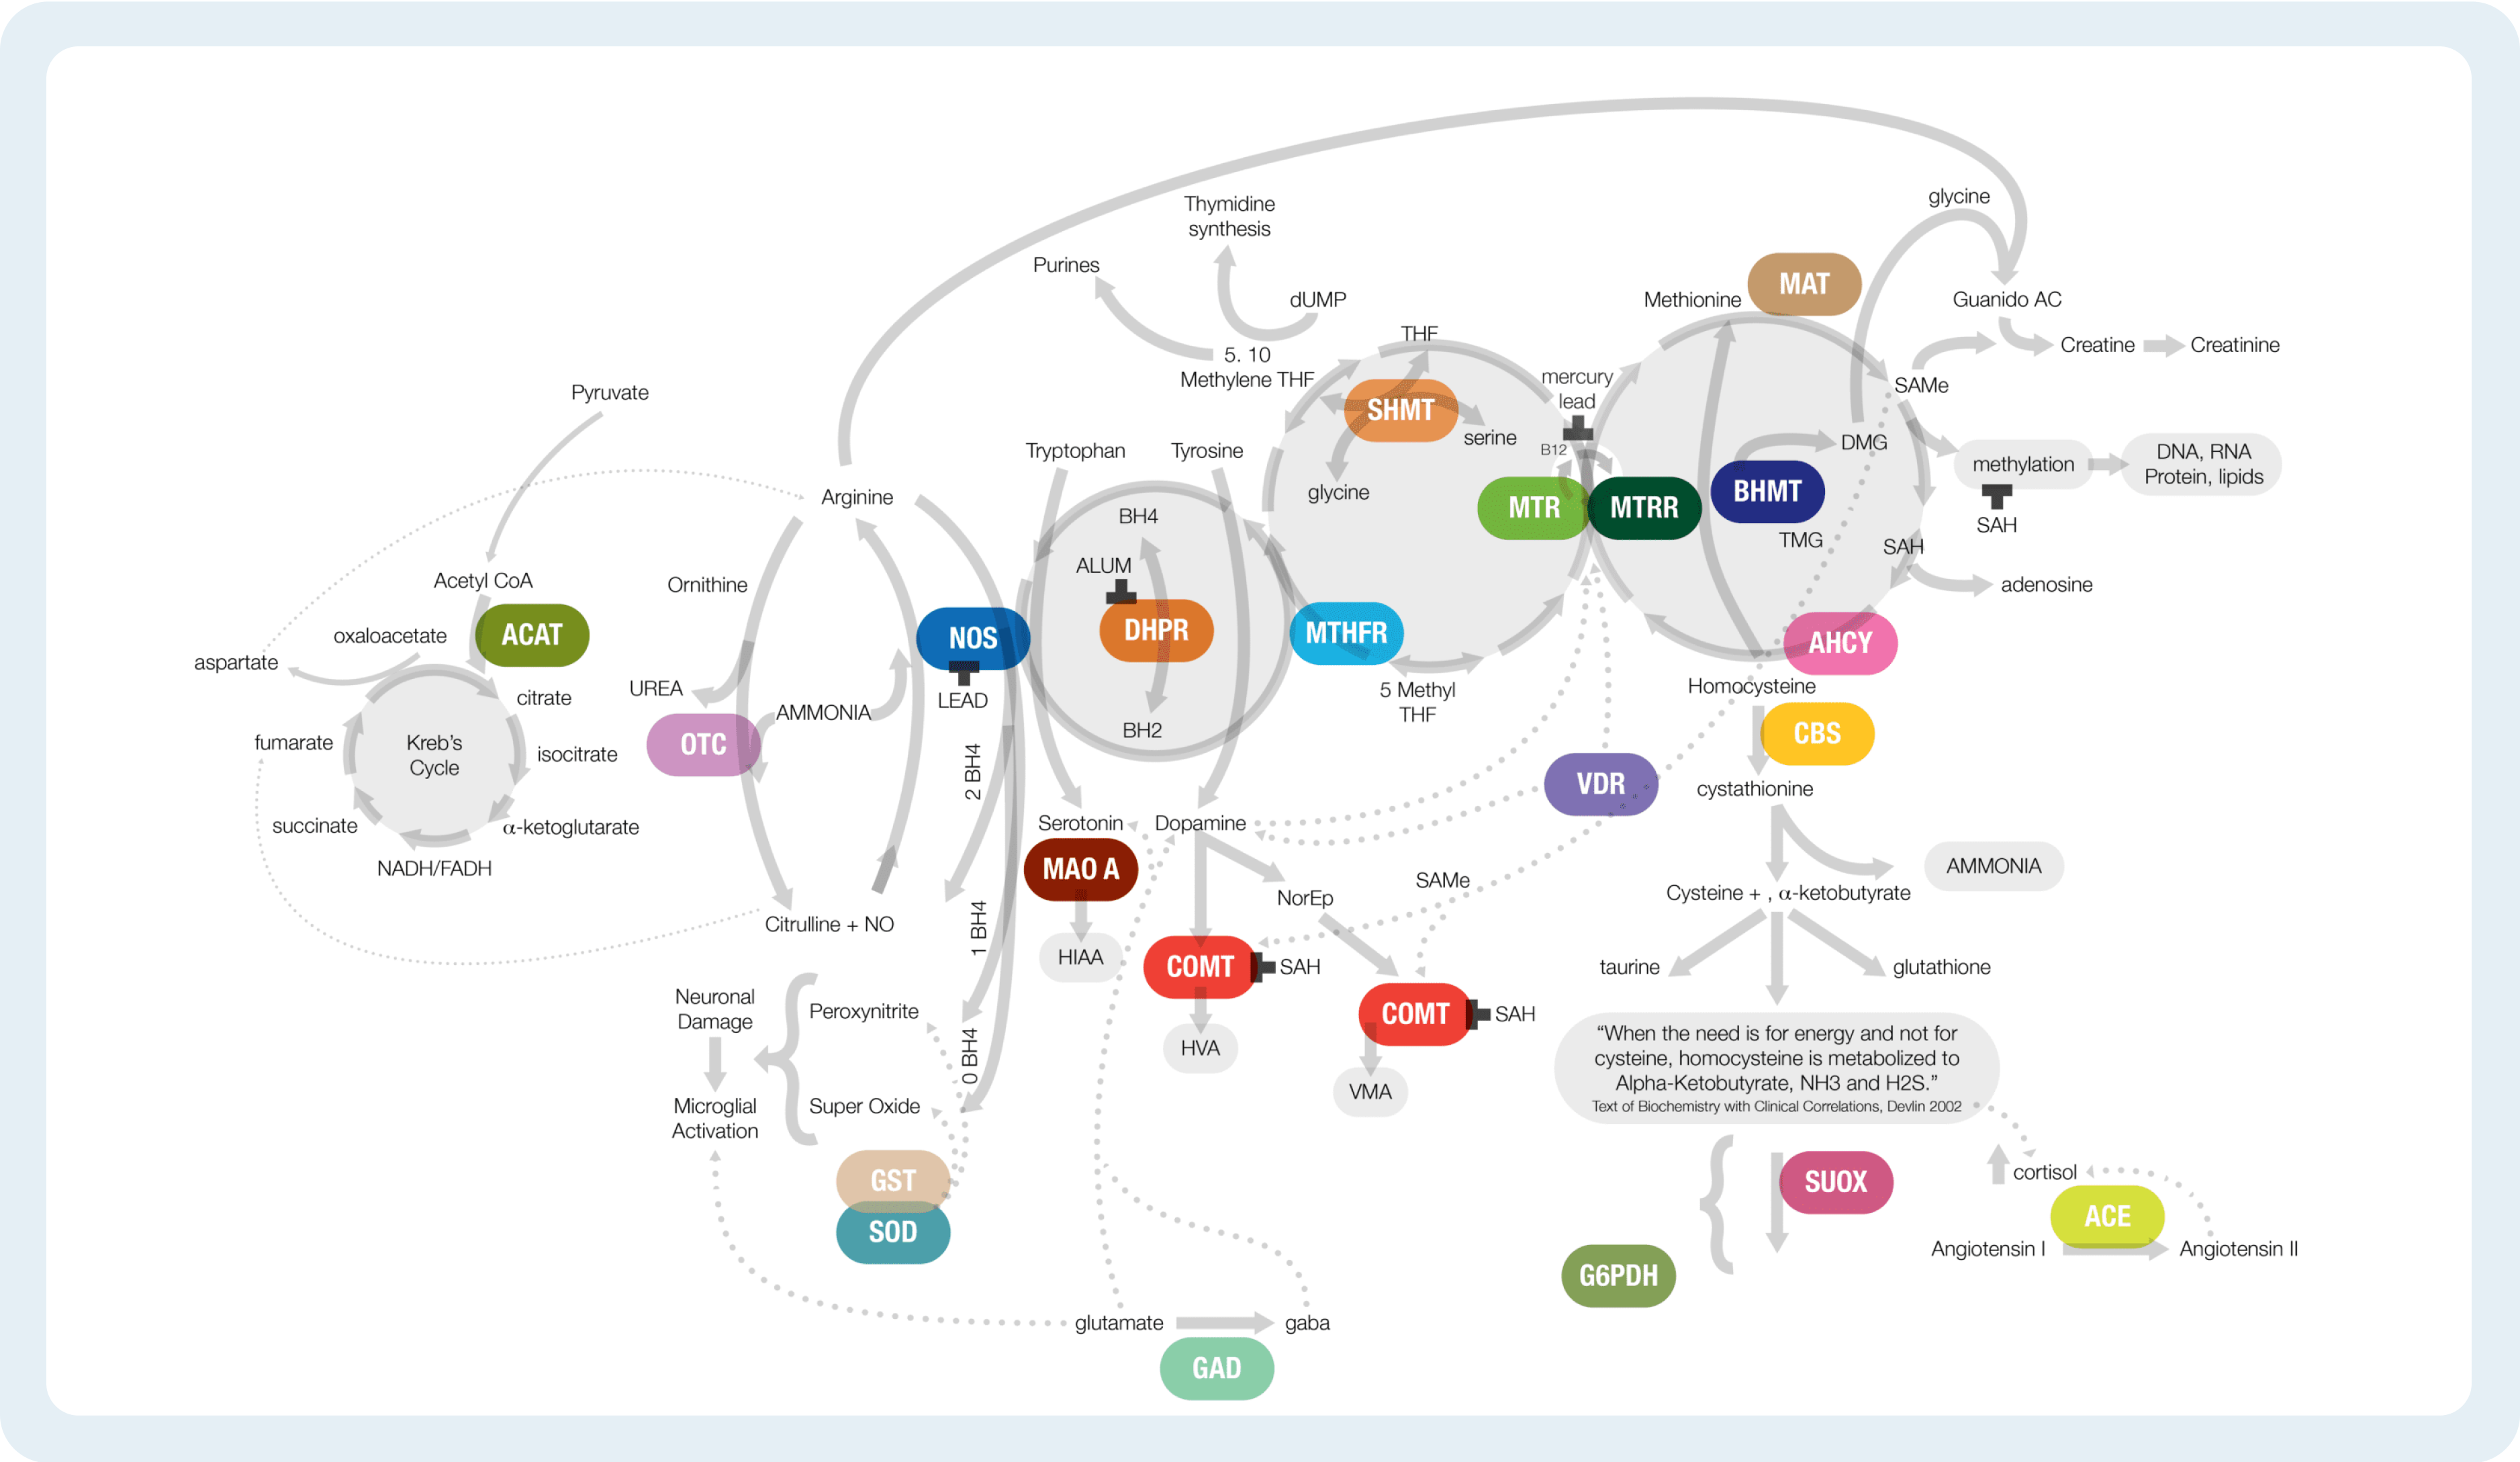 glycine
Thymidine
synthesis
Purines
dUMP
MAT
Methionine
Guanido AC
THF
5. 10
Methylene THF
Creatine
Creatinine
mercury
lead
SAMe
Pyruvate
SHMT
serine
B12
DMG
Tryptophan
Tyrosine
methylation
DNA, RNA
Protein, lipids
glycine
Arginine
MTR
MTRR
BHMT
BH4
SAH
TMG
SAH
ALUM
Acetyl CoA
Ornithine
adenosine
oxaloacetate
ACAT
NOS
DHPR
MTHFR
AHCY
aspartate
UREA
LEAD
5 Methyl
THF
Homocysteine
citrate
AMMONIA
BH2
CBS
fumarate
Kreb's
Cycle
isocitrate
OTC
2 BH4
VDR
cystathionine
succinate
α-ketoglutarate
Serotonin
Dopamine
NADH/FADH
MAO A
SAMe
AMMONIA
NorEp
Cysteine + , α-ketobutyrate
Citrulline + NO
1 BH4
HIAA
COMT
SAH
taurine
glutathione
Neuronal
Damage
Peroxynitrite
COMT
SAH
HVA
0 BH4
“When the need is for energy and not for
cysteine, homocysteine is metabolized to
Alpha-Ketobutyrate, NH3 and H2S.”
Text of Biochemistry with Clinical Correlations, Devlin 2002
VMA
Microglial
Activation
Super Oxide
GST
SOD
SUOX
cortisol
ACE
Angiotensin I
Angiotensin II
G6PDH
glutamate
gaba
GAD